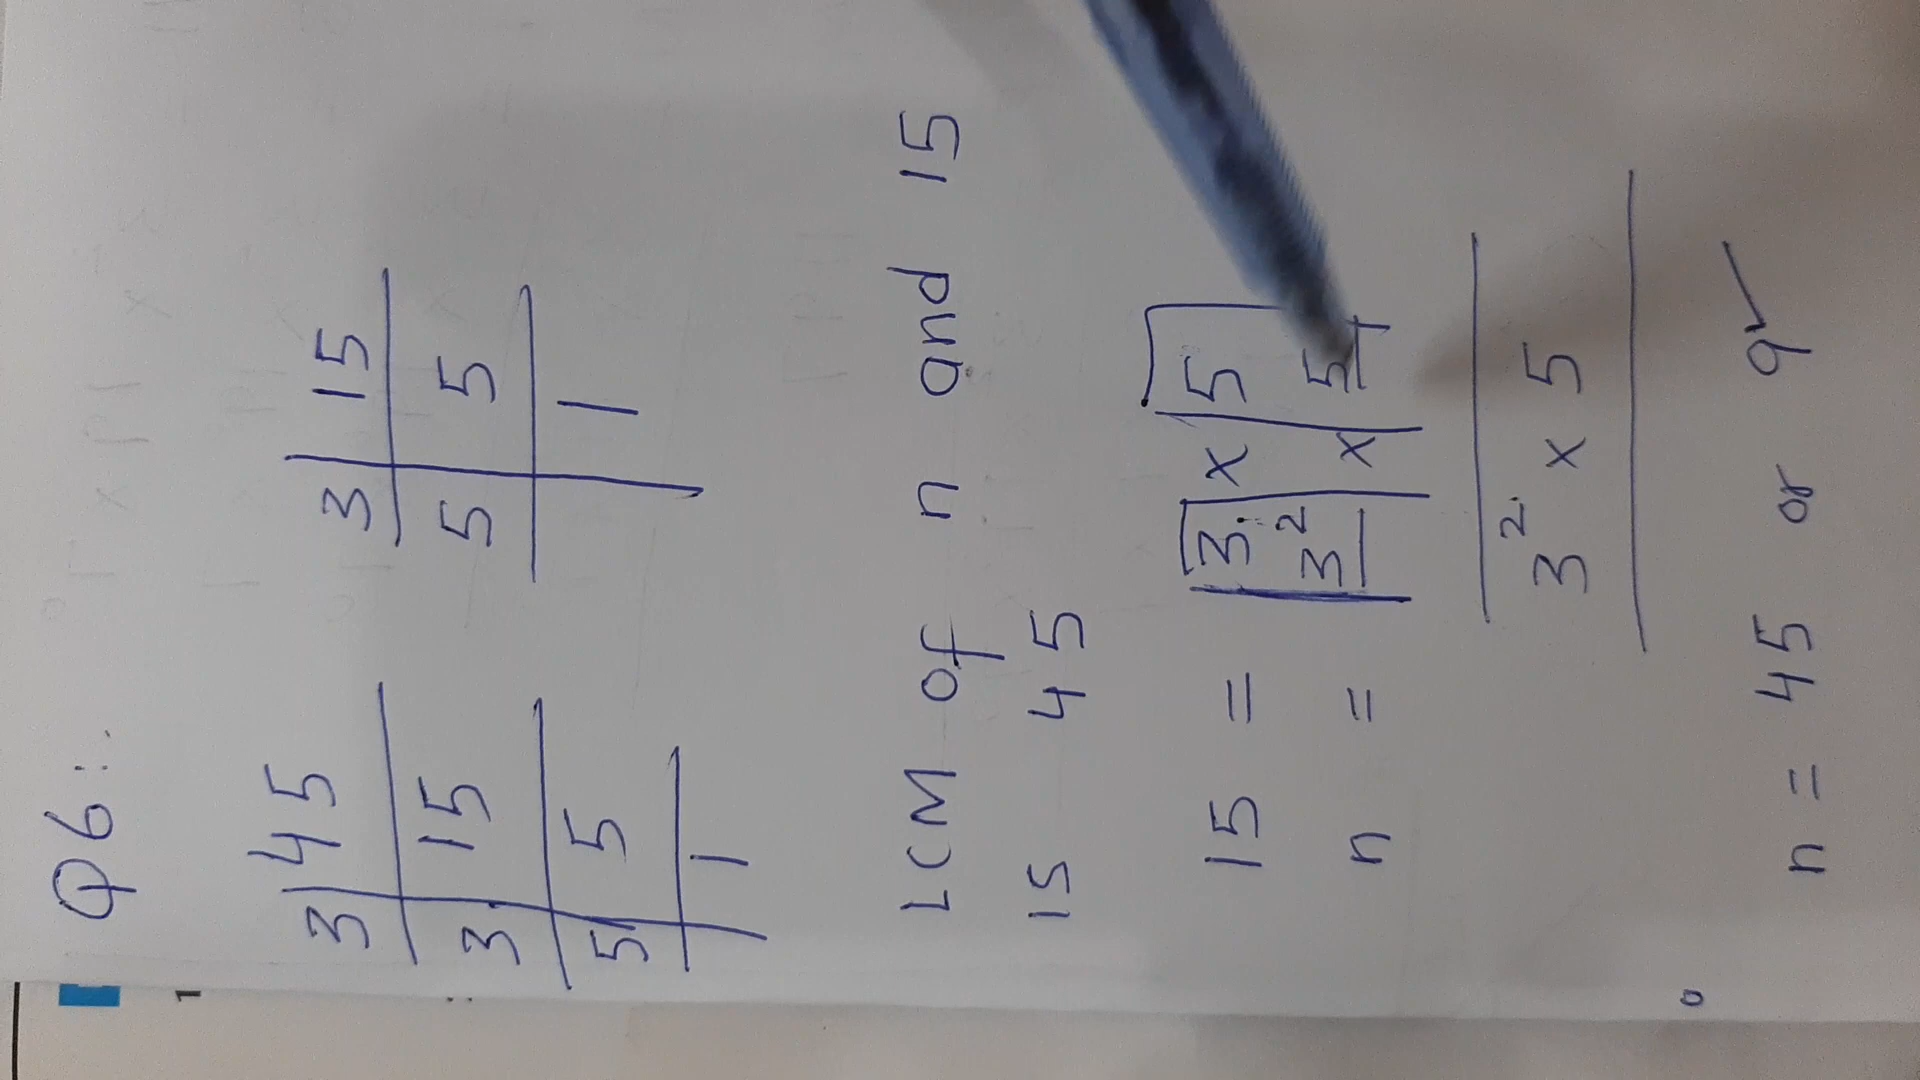 Q6:.
3 45 3 15
3 15 5 5
5 5 1
1
LCM of n and 15
is 45
15 = 3 x 5
n = 3² x 5
3² x 5
n = 45 or 9